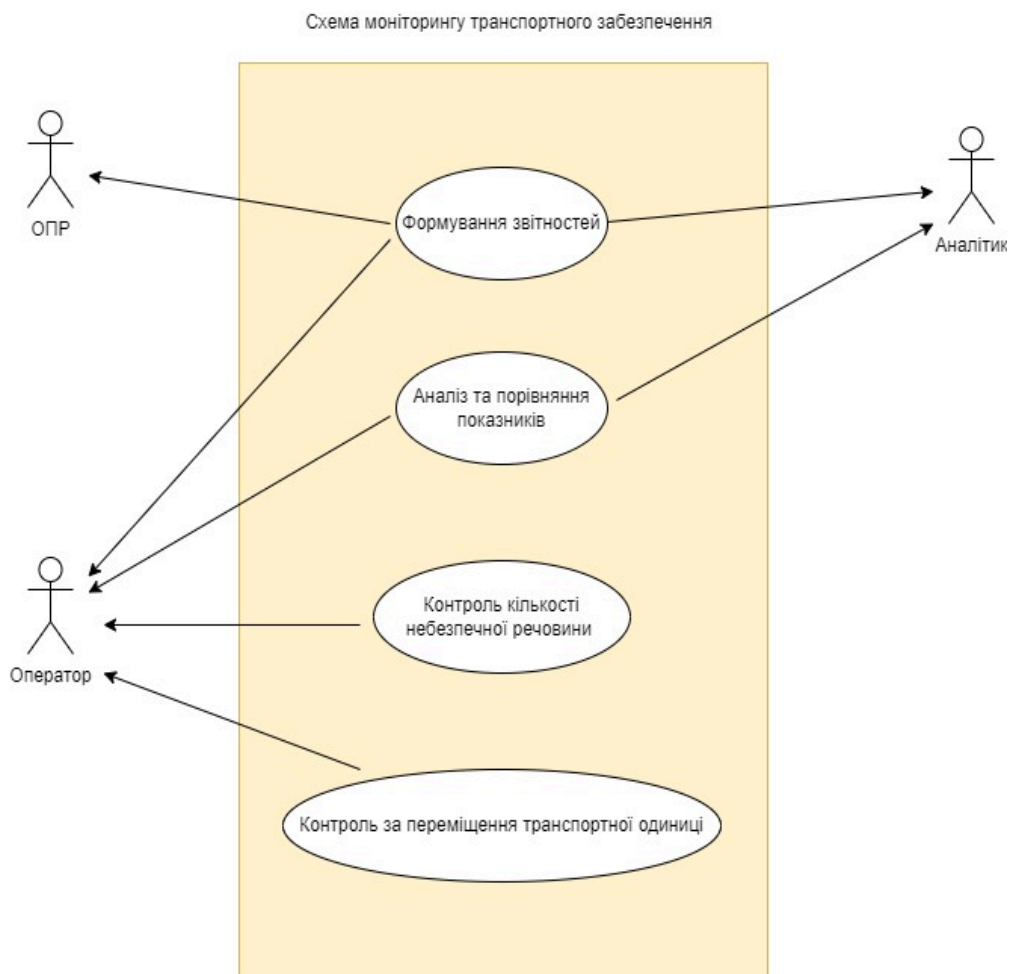 Схема моніторингу транспортного забезпечення
ОПР
Формування звітностей
Аналітик
Аналіз та порівняння
показників
Контроль кількості
небезпечної речовини
Оператор
Контроль за переміщення транспортної одиниці